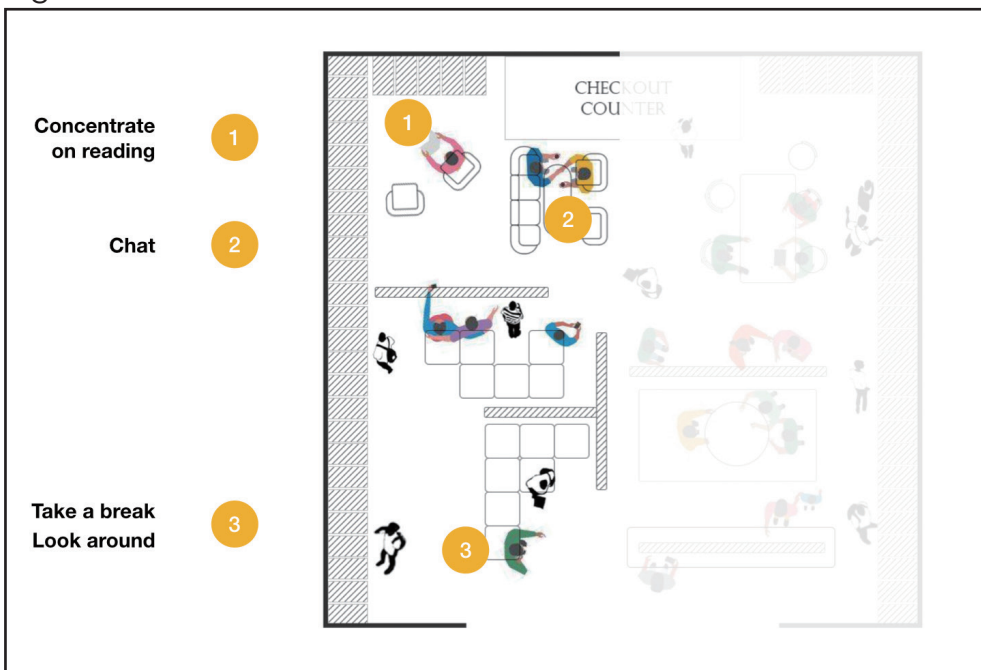 CHECKOUT
COUNTER
Concentrate
on reading
1
1
Chat
2
2
Take a break
Look around
3
3